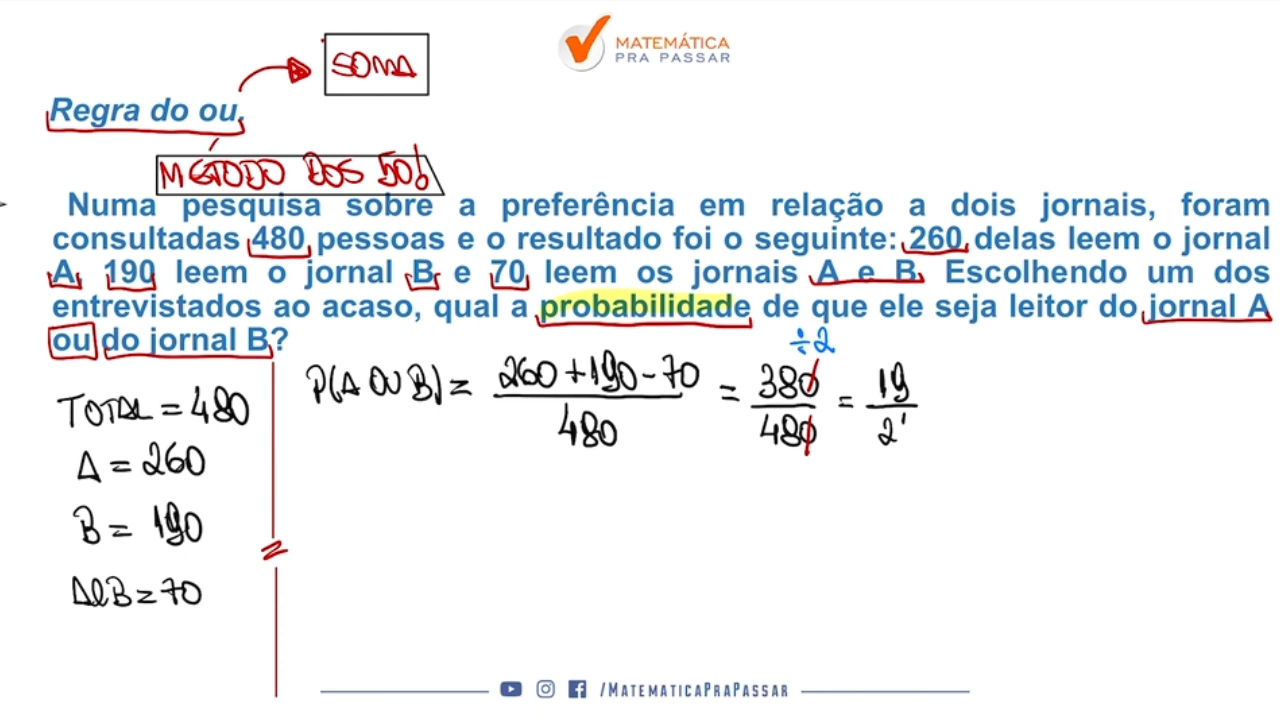 MATEMÁTICA
PRA PASSAR
SOMA
Regra do ou.
MÉTODO DOS 50!
Numa pesquisa sobre a preferência em relação a dois jornais, foram
consultadas 480 pessoas e o resultado foi o seguinte: 260 delas leem o jornal
A, 190 leem o jornal B e 70 leem os jornais A e B. Escolhendo um dos
entrevistados ao acaso, qual a probabilidade de que ele seja leitor do jornal A
ou do jornal B?
÷2
P(A OU B) = 260+190-70 / 480 = 380 / 480 = 19 / 2
TOTAL = 480
A = 260
B = 190
AeB = 70
/MATEMATICAPRAPASSAR